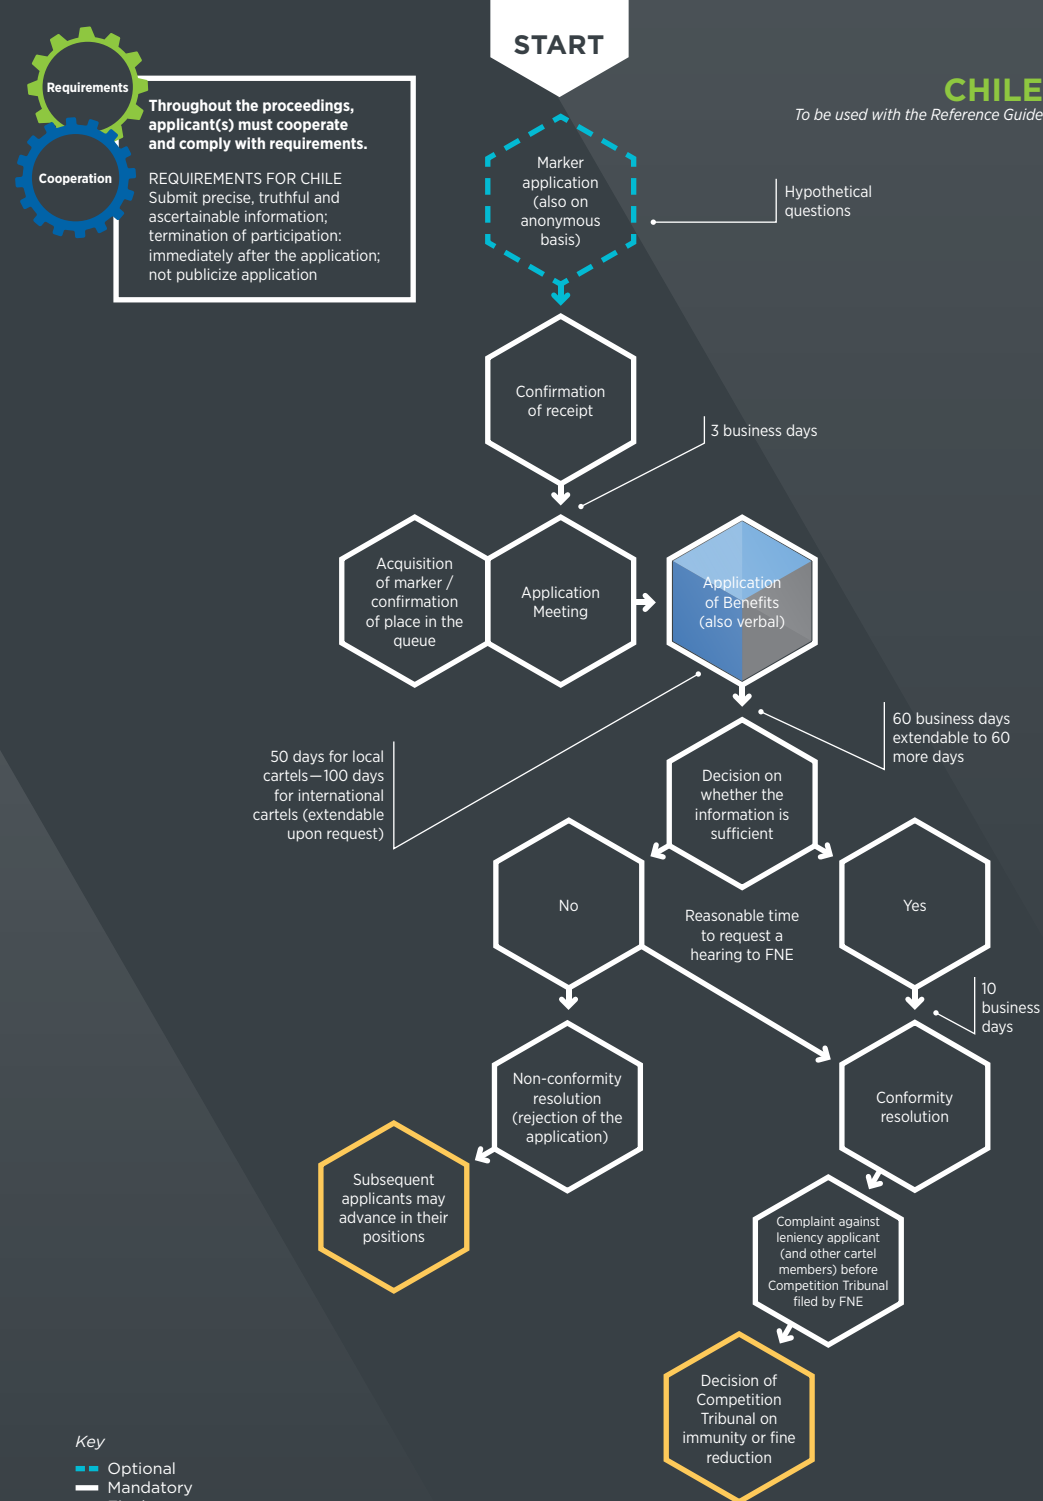 START
CHILE
To be used with the Reference Guide
Requirements
Cooperation
Throughout the proceedings,
applicant(s) must cooperate
and comply with requirements.
REQUIREMENTS FOR CHILE
Submit precise, truthful and
ascertainable information;
termination of participation:
immediately after the application;
not publicize application
Marker
application
(also on
anonymous
basis)
Hypothetical
questions
Confirmation
of receipt
3 business days
Acquisition
of marker /
confirmation
of place in the
queue
Application
Meeting
Application
of Benefits
(also verbal)
50 days for local
cartels—100 days
for international
cartels (extendable
upon request)
60 business days
extendable to 60
more days
Decision on
whether the
information is
sufficient
No
Reasonable time
to request a
hearing to FNE
Yes
10
business
days
Non-conformity
resolution
(rejection of the
application)
Conformity
resolution
Subsequent
applicants may
advance in their
positions
Complaint against
leniency applicant
(and other cartel
members) before
Competition Tribunal
filed by FNE
Decision of
Competition
Tribunal on
immunity or fine
reduction
Key
Optional
Mandatory